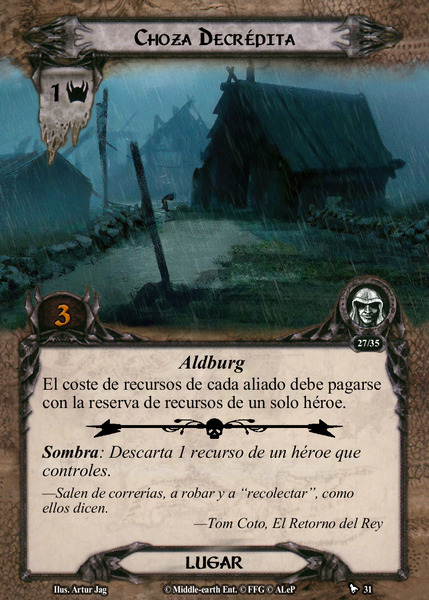 Choza Decrépita
1
3
27/35
Aldburg
El coste de recursos de cada aliado debe pagarse
con la reserva de recursos de un solo héroe.
Sombra: Descarta 1 recurso de un héroe que
controles.
—Salen de correrías, a robar y a “recolectar”, como
ellos dicen.
—Tom Coto, El Retorno del Rey
LUGAR
Ilus. Artur Jag © Middle-earth Ent. © FFG © ALeP 31